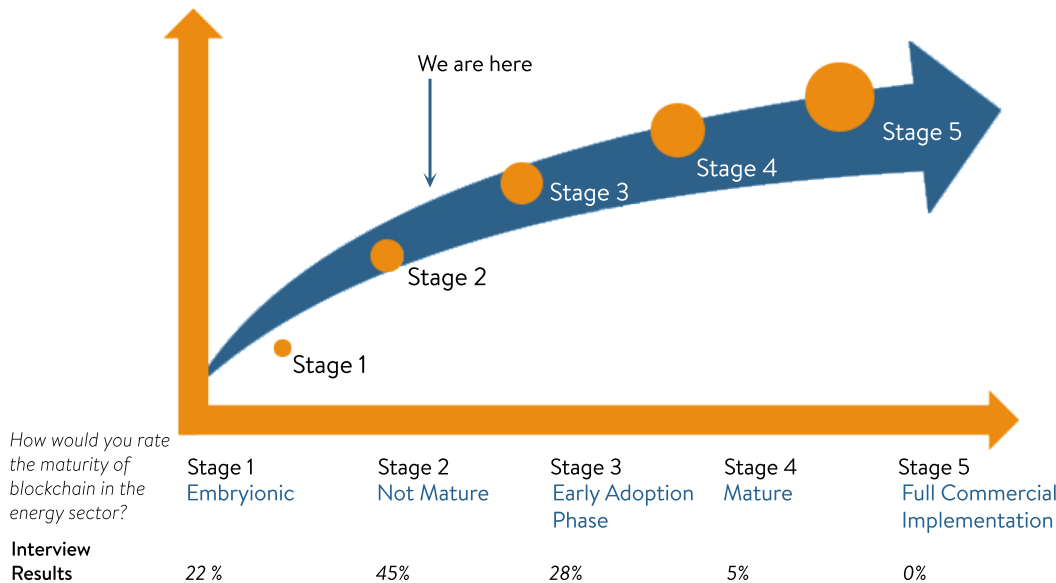 We are here
Stage 5
Stage 4
Stage 3
Stage 2
Stage 1
How would you rate
the maturity of
blockchain in the
energy sector?
Stage 1
Embryionic
Stage 2
Not Mature
Stage 3
Early Adoption
Phase
Stage 4
Mature
Stage 5
Full Commercial
Implementation
Interview
Results
22 %
45%
28%
5%
0%